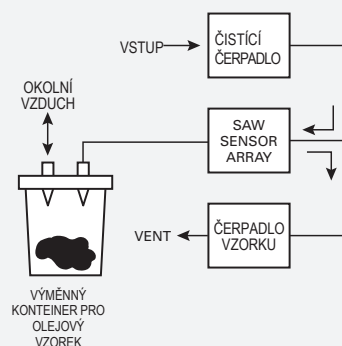 VSTUP
ČISTÍCÍ
ČERPADLO
OKOLNÍ
VZDUCH
SAW
SENSOR
ARRAY
VENT
ČERPADLO
VZORKU
VÝMĚNNÝ
KONTEINER PRO
OLEJOVÝ
VZOREK